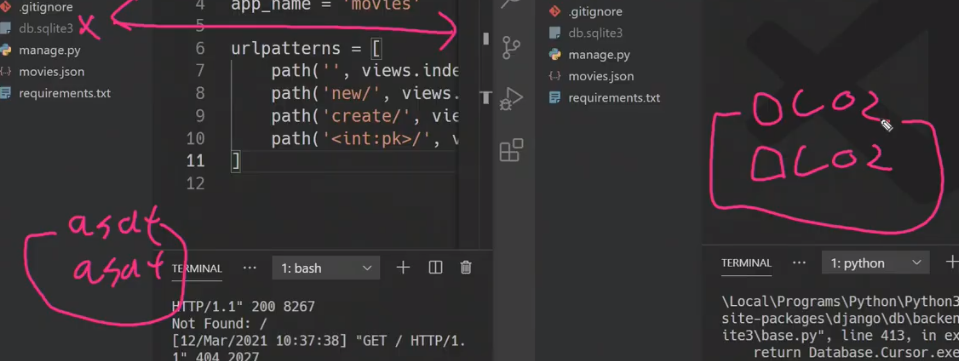 .gitignore
db.sqlite3 X
manage.py
movies.json
requirements.txt
4 app_name = 'movies'
5
6 urlpatterns = [
7 path('', views.inde
8 path('new/', views.
9 path('create/', vi
10 path('<int:pk>/', v
11 ]
12
asdf
asdf
TERMINAL ... 1: bash
HTTP/1.1" 200 8267
Not Found: /
[12/Mar/2021 10:37:38] "GET / HTTP/1.
1" 404 2027
.gitignore
db.sqlite3
manage.py
movies.json
requirements.txt
TERMINAL ... 1: python
\Local\Programs\Python\Python3
site-packages\django\db\backen
ite3\base.py", line 413, in ex
return Database.Cursor.exe